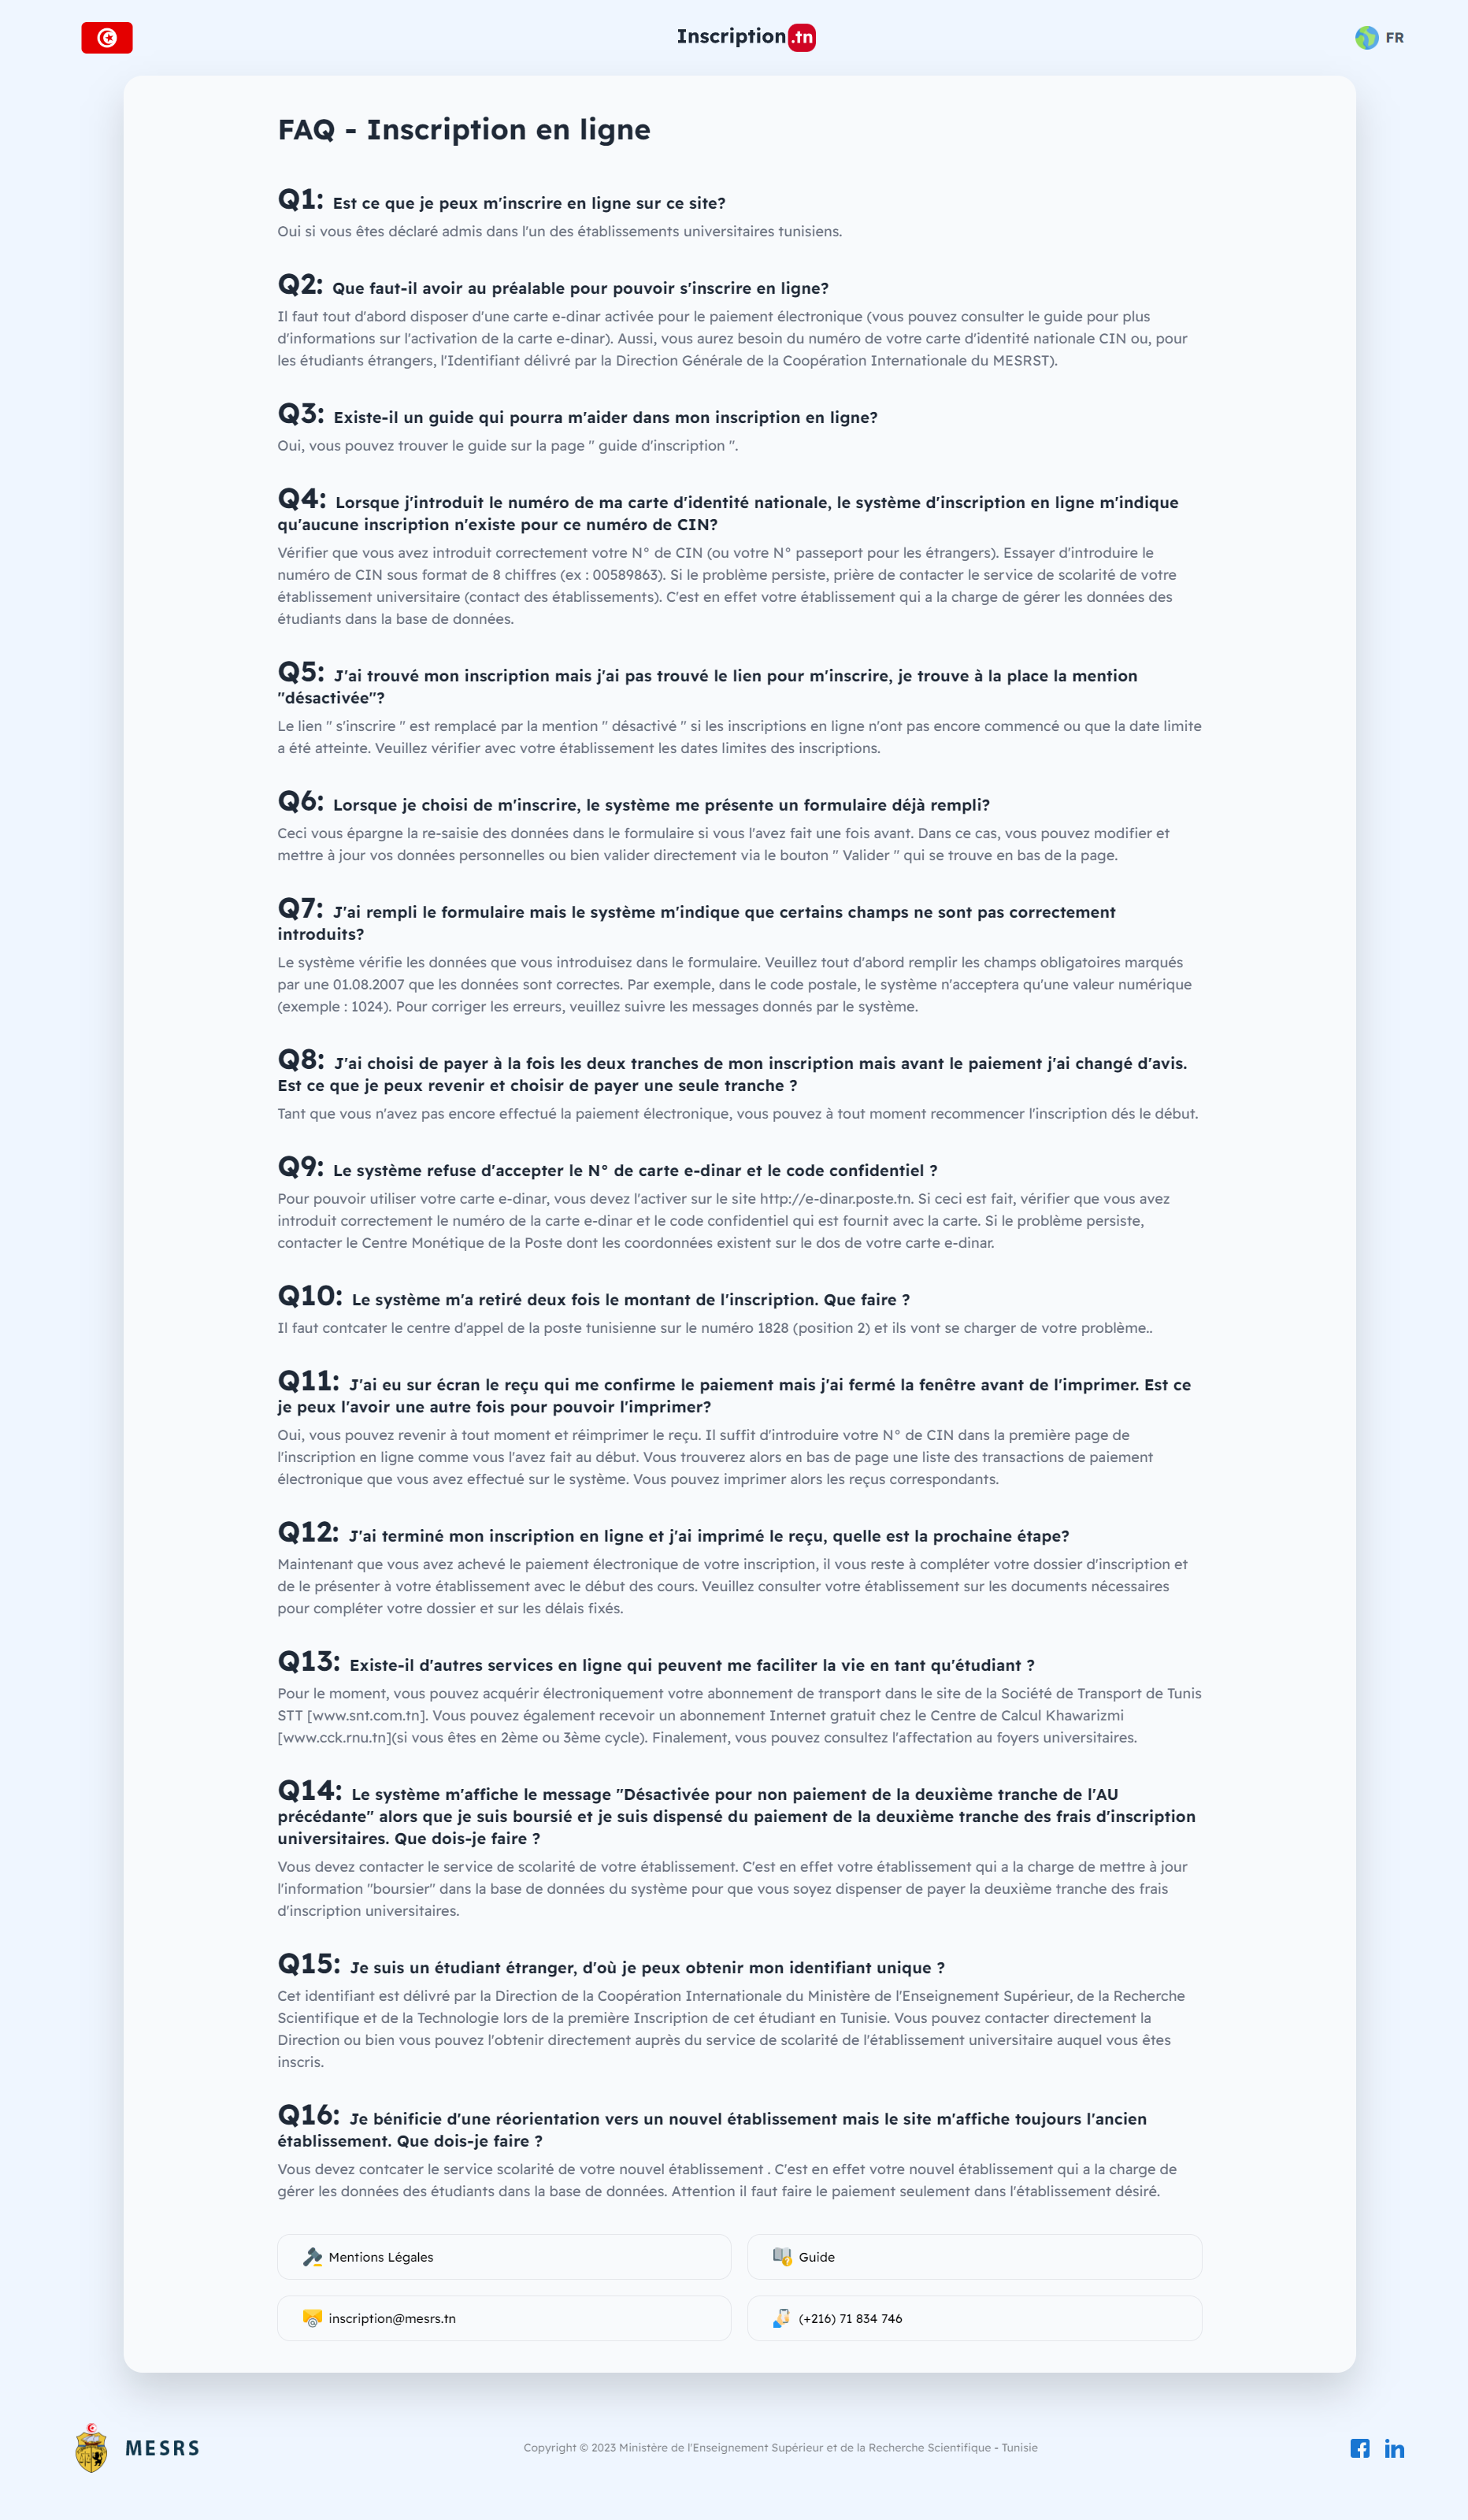 Inscription.tn
FR
FAQ - Inscription en ligne
Q1: Est ce que je peux m'inscrire en ligne sur ce site?
Oui si vous êtes déclaré admis dans l'un des établissements universitaires tunisiens.
Q2: Que faut-il avoir au préalable pour pouvoir s'inscrire en ligne?
Il faut tout d'abord disposer d'une carte e-dinar activée pour le paiement électronique (vous pouvez consulter le guide pour plus
d'informations sur l'activation de la carte e-dinar). Aussi, vous aurez besoin du numéro de votre carte d'identité nationale CIN ou, pour
les étudiants étrangers, l'Identifiant délivré par la Direction Générale de la Coopération Internationale du MESRST).
Q3: Existe-il un guide qui pourra m'aider dans mon inscription en ligne?
Oui, vous pouvez trouver le guide sur la page " guide d'inscription ".
Q4: Lorsque j'introduit le numéro de ma carte d'identité nationale, le système d'inscription en ligne m'indique
qu'aucune inscription n'existe pour ce numéro de CIN?
Vérifier que vous avez introduit correctement votre N° de CIN (ou votre N° passeport pour les étrangers). Essayer d'introduire le
numéro de CIN sous format de 8 chiffres (ex : 00589863). Si le problème persiste, prière de contacter le service de scolarité de votre
établissement universitaire (contact des établissements). C'est en effet votre établissement qui a la charge de gérer les données des
étudiants dans la base de données.
Q5: J'ai trouvé mon inscription mais j'ai pas trouvé le lien pour m'inscrire, je trouve à la place la mention
"désactivée"?
Le lien " s'inscrire " est remplacé par la mention " désactivé " si les inscriptions en ligne n'ont pas encore commencé ou que la date limite
a été atteinte. Veuillez vérifier avec votre établissement les dates limites des inscriptions.
Q6: Lorsque je choisi de m'inscrire, le système me présente un formulaire déjà rempli?
Ceci vous épargne la re-saisie des données dans le formulaire si vous l'avez fait une fois avant. Dans ce cas, vous pouvez modifier et
mettre à jour vos données personnelles ou bien valider directement via le bouton " Valider " qui se trouve en bas de la page.
Q7: J'ai rempli le formulaire mais le système m'indique que certains champs ne sont pas correctement
introduits?
Le système vérifie les données que vous introduisez dans le formulaire. Veuillez tout d'abord remplir les champs obligatoires marqués
par une 01.08.2007 que les données sont correctes. Par exemple, dans le code postale, le système n'acceptera qu'une valeur numérique
(exemple : 1024). Pour corriger les erreurs, veuillez suivre les messages donnés par le système.
Q8: J'ai choisi de payer à la fois les deux tranches de mon inscription mais avant le paiement j'ai changé d'avis.
Est ce que je peux revenir et choisir de payer une seule tranche ?
Tant que vous n'avez pas encore effectué la paiement électronique, vous pouvez à tout moment recommencer l'inscription dés le début.
Q9: Le système refuse d'accepter le N° de carte e-dinar et le code confidentiel ?
Pour pouvoir utiliser votre carte e-dinar, vous devez l'activer sur le site http://e-dinar.poste.tn. Si ceci est fait, vérifier que vous avez
introduit correctement le numéro de la carte e-dinar et le code confidentiel qui est fournit avec la carte. Si le problème persiste,
contacter le Centre Monétique de la Poste dont les coordonnées existent sur le dos de votre carte e-dinar.
Q10: Le système m'a retiré deux fois le montant de l'inscription. Que faire ?
Il faut contcater le centre d'appel de la poste tunisienne sur le numéro 1828 (position 2) et ils vont se charger de votre problème..
Q11: J'ai eu sur écran le reçu qui me confirme le paiement mais j'ai fermé la fenêtre avant de l'imprimer. Est ce
je peux l'avoir une autre fois pour pouvoir l'imprimer?
Oui, vous pouvez revenir à tout moment et réimprimer le reçu. Il suffit d'introduire votre N° de CIN dans la première page de
l'inscription en ligne comme vous l'avez fait au début. Vous trouverez alors en bas de page une liste des transactions de paiement
électronique que vous avez effectué sur le système. Vous pouvez imprimer alors les reçus correspondants.
Q12: J'ai terminé mon inscription en ligne et j'ai imprimé le reçu, quelle est la prochaine étape?
Maintenant que vous avez achevé le paiement électronique de votre inscription, il vous reste à compléter votre dossier d'inscription et
de le présenter à votre établissement avec le début des cours. Veuillez consulter votre établissement sur les documents nécessaires
pour compléter votre dossier et sur les délais fixés.
Q13: Existe-il d'autres services en ligne qui peuvent me faciliter la vie en tant qu'étudiant ?
Pour le moment, vous pouvez acquérir électroniquement votre abonnement de transport dans le site de la Société de Transport de Tunis
STT [www.snt.com.tn]. Vous pouvez également recevoir un abonnement Internet gratuit chez le Centre de Calcul Khawarizmi
[www.cck.rnu.tn](si vous êtes en 2ème ou 3ème cycle). Finalement, vous pouvez consultez l'affectation au foyers universitaires.
Q14: Le système m'affiche le message "Désactivée pour non paiement de la deuxième tranche de l'AU
précédante" alors que je suis boursié et je suis dispensé du paiement de la deuxième tranche des frais d'inscription
universitaires. Que dois-je faire ?
Vous devez contacter le service de scolarité de votre établissement. C'est en effet votre établissement qui a la charge de mettre à jour
l'information "boursier" dans la base de données du système pour que vous soyez dispenser de payer la deuxième tranche des frais
d'inscription universitaires.
Q15: Je suis un étudiant étranger, d'où je peux obtenir mon identifiant unique ?
Cet identifiant est délivré par la Direction de la Coopération Internationale du Ministère de l'Enseignement Supérieur, de la Recherche
Scientifique et de la Technologie lors de la première Inscription de cet étudiant en Tunisie. Vous pouvez contacter directement la
Direction ou bien vous pouvez l'obtenir directement auprès du service de scolarité de l'établissement universitaire auquel vous êtes
inscris.
Q16: Je bénificie d'une réorientation vers un nouvel établissement mais le site m'affiche toujours l'ancien
établissement. Que dois-je faire ?
Vous devez contcater le service scolarité de votre nouvel établissement . C'est en effet votre nouvel établissement qui a la charge de
gérer les données des étudiants dans la base de données. Attention il faut faire le paiement seulement dans l'établissement désiré.
Mentions Légales
Guide
inscription@mesrs.tn
(+216) 71 834 746
MESRS
Copyright © 2023 Ministère de l'Enseignement Supérieur et de la Recherche Scientifique - Tunisie